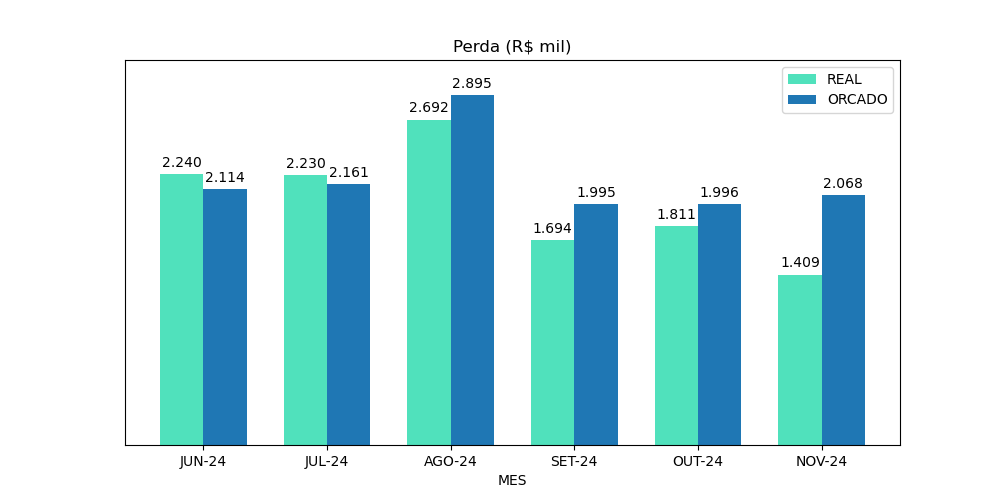 Perda (R$ mil)
REAL
ORCADO
2.240
2.114
2.230
2.161
2.692
2.895
1.694
1.995
1.811
1.996
1.409
2.068
JUN-24
JUL-24
AGO-24
SET-24
OUT-24
NOV-24
MES